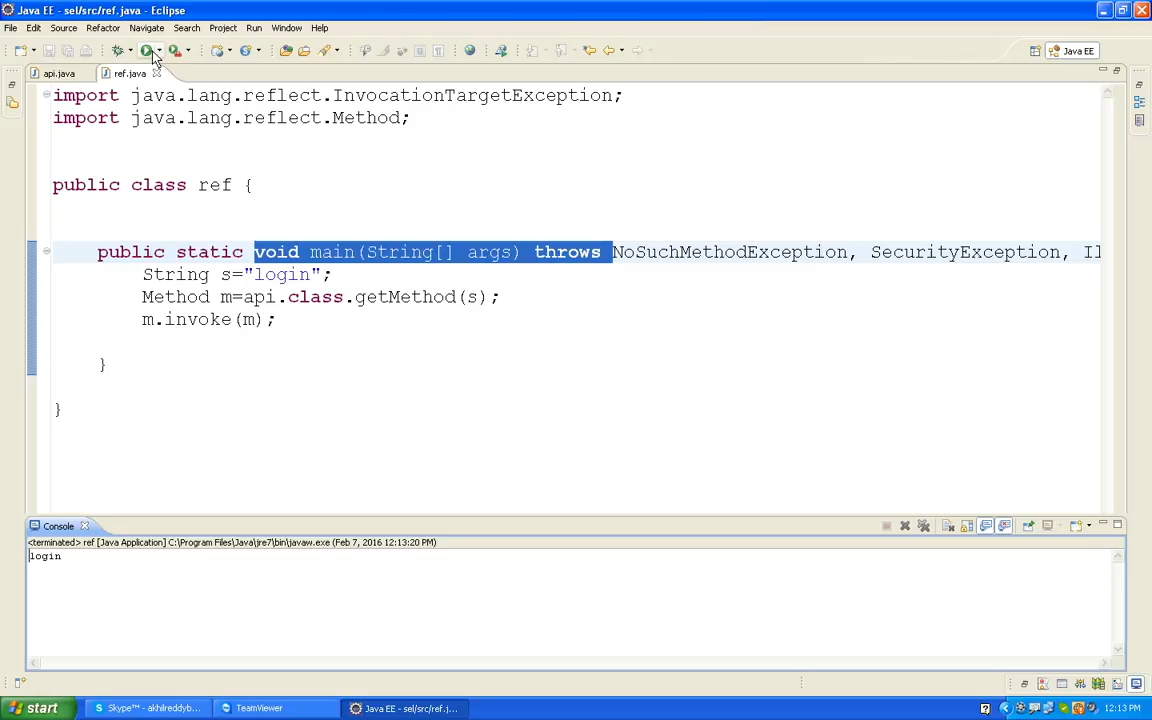 Java EE - sel/src/ref.java - Eclipse
File Edit Source Refactor Navigate Search Project Run Window Help
Java EE
api.java ref.java
import java.lang.reflect.InvocationTargetException;
import java.lang.reflect.Method;
public class ref {
public static void main(String[] args) throws NoSuchMethodException, SecurityException, Il
String s="login";
Method m=api.class.getMethod(s);
m.invoke(m);
}
}
Console
<terminated> ref [Java Application] C:\Program Files\Java\jre7\bin\javaw.exe (Feb 7, 2016 12:13:20 PM)
login
start Skype™ - akhilreddyb... TeamViewer Java EE - sel/src/ref.j... 12:13 PM